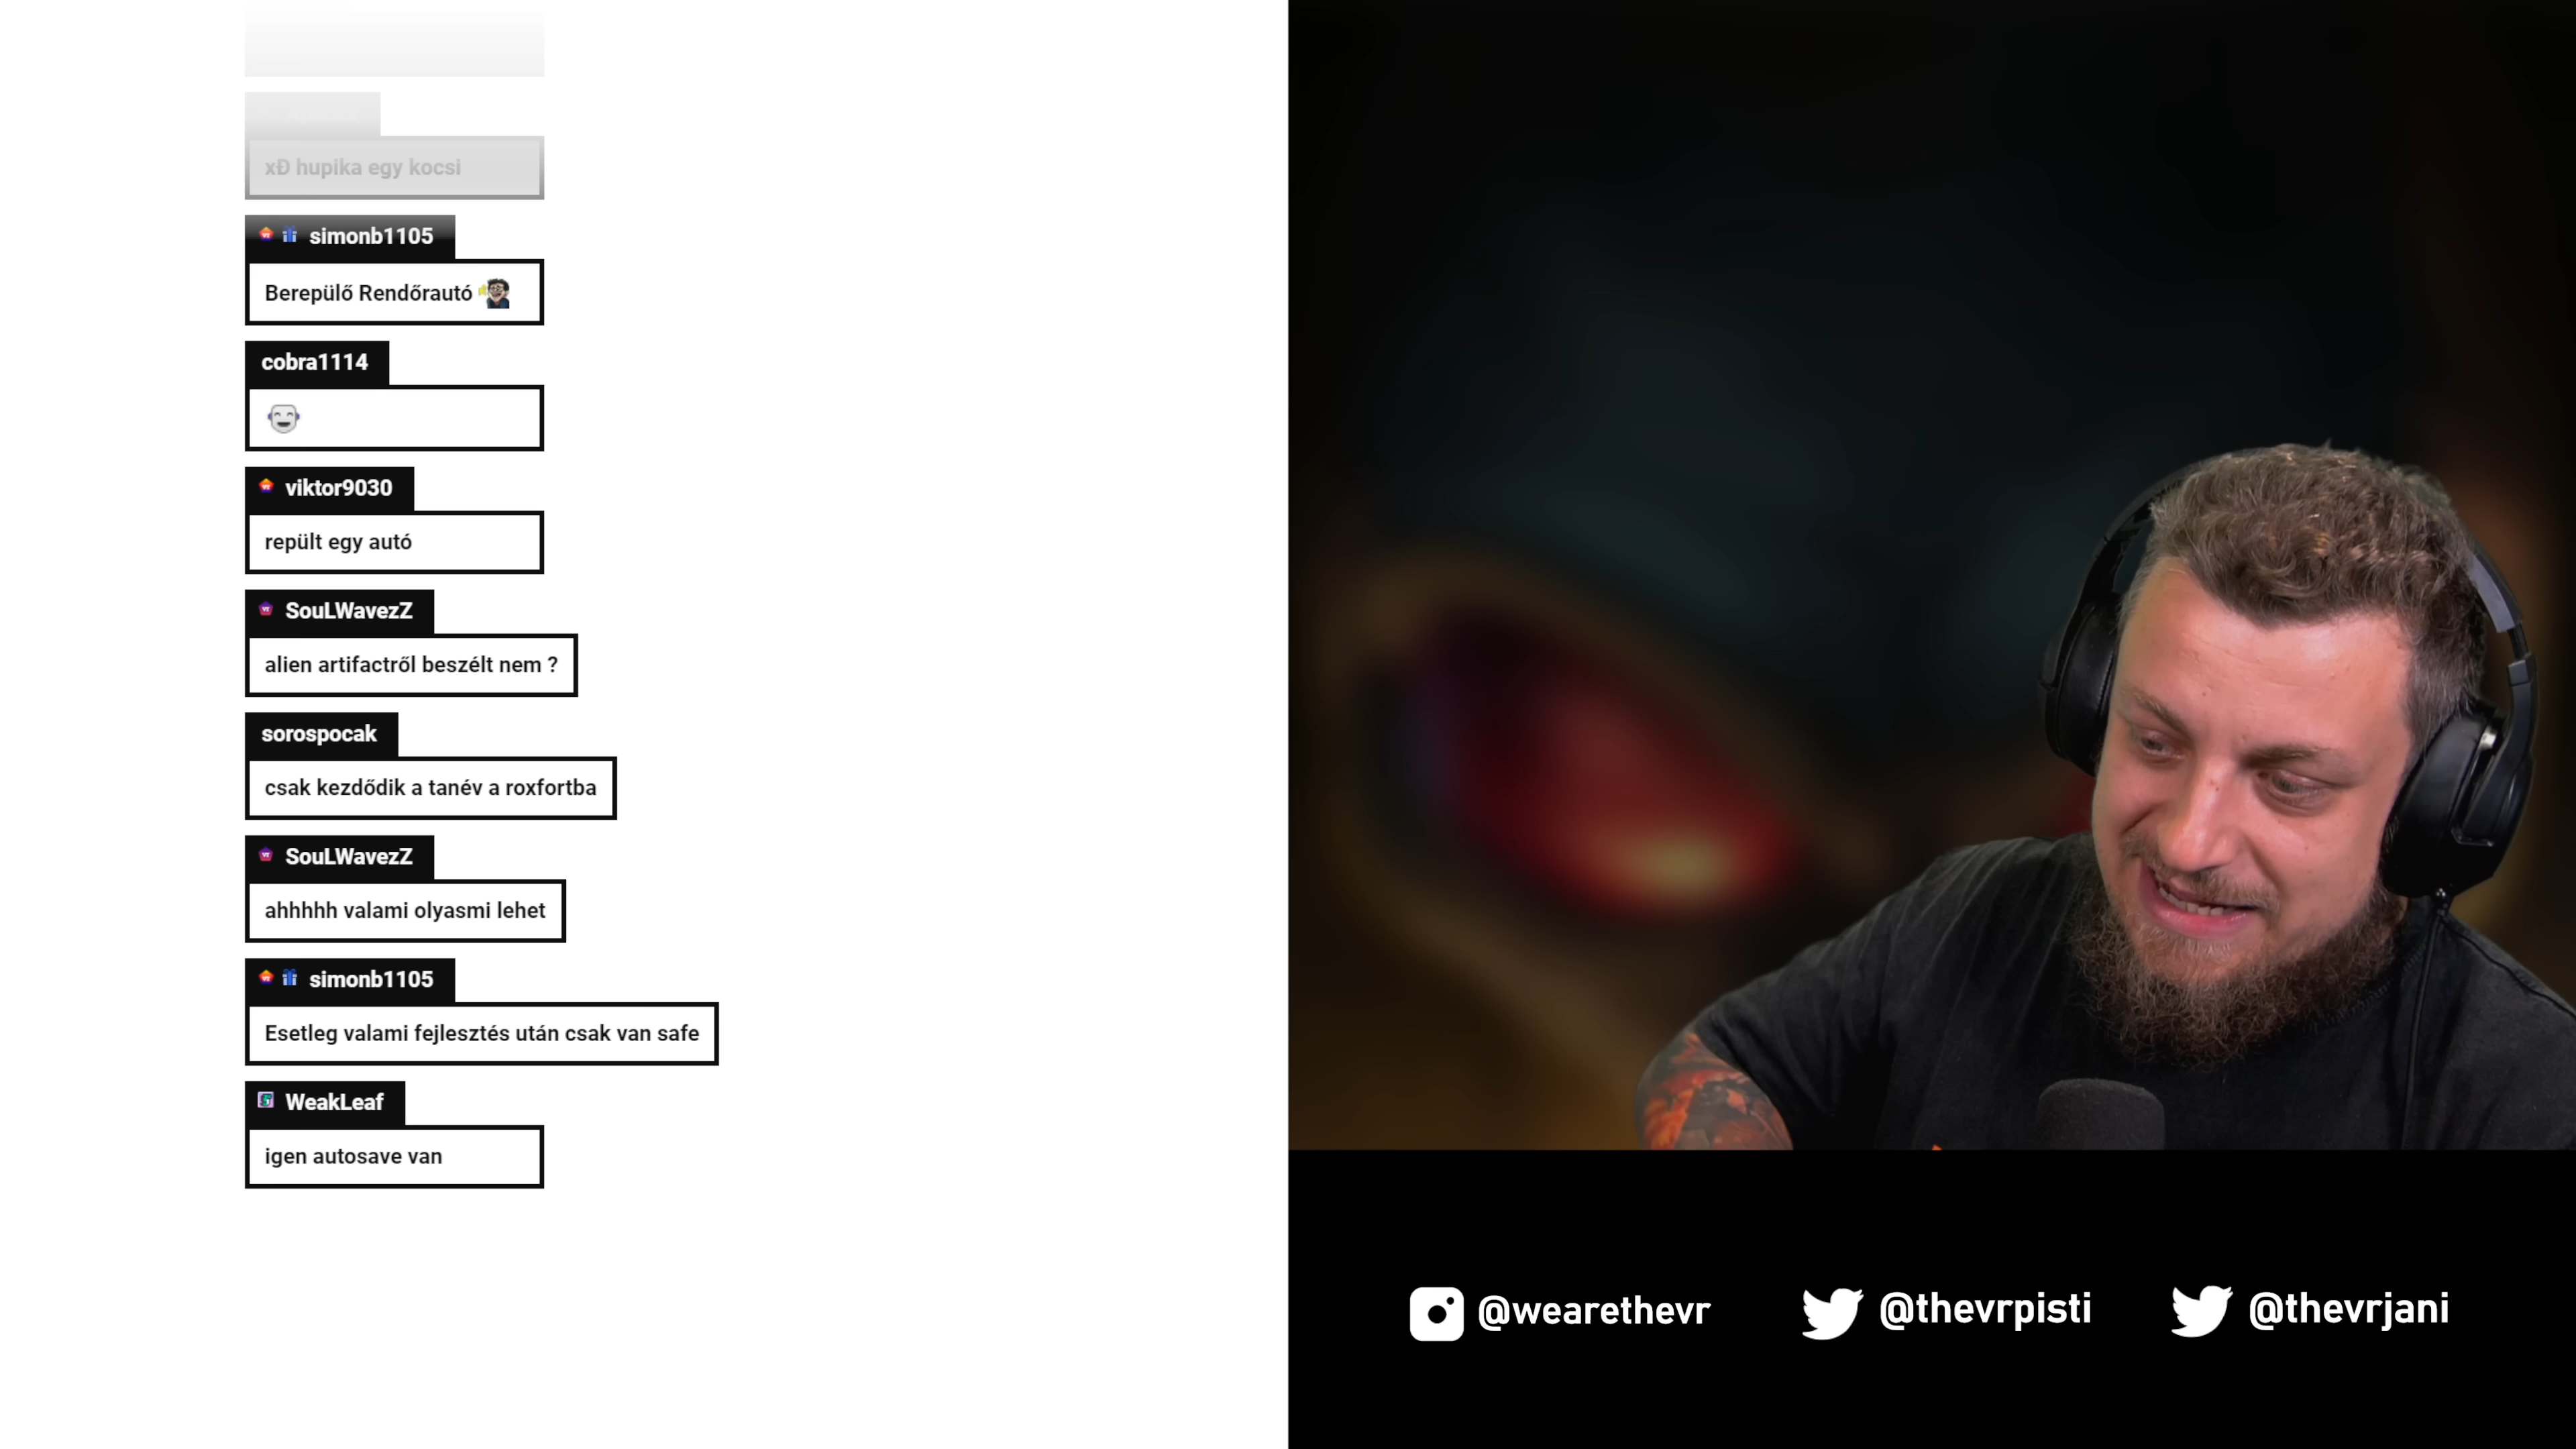 xĐ hupika egy kocsi
simonb1105
Berepülő Rendőrautó
cobra1114
viktor9030
repült egy autó
SouLWavezZ
alien artifactről beszélt nem ?
sorospocak
csak kezdődik a tanév a roxfortba
SouLWavezZ
ahhhhh valami olyasmi lehet
simonb1105
Esetleg valami fejlesztés után csak van safe
WeakLeaf
igen autosave van
@wearethevr
@thevrpisti
@thevrjani